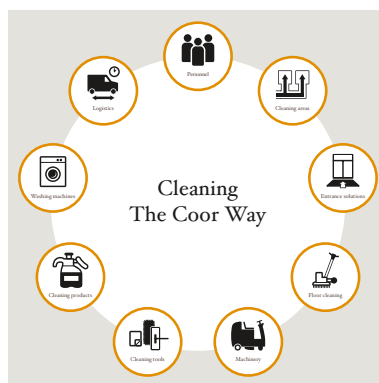 Personnel
Logistics
Cleaning areas
Washing machines
Cleaning
The Coor Way
Entrance solutions
Cleaning products
Floor cleaning
Cleaning tools
Machinery